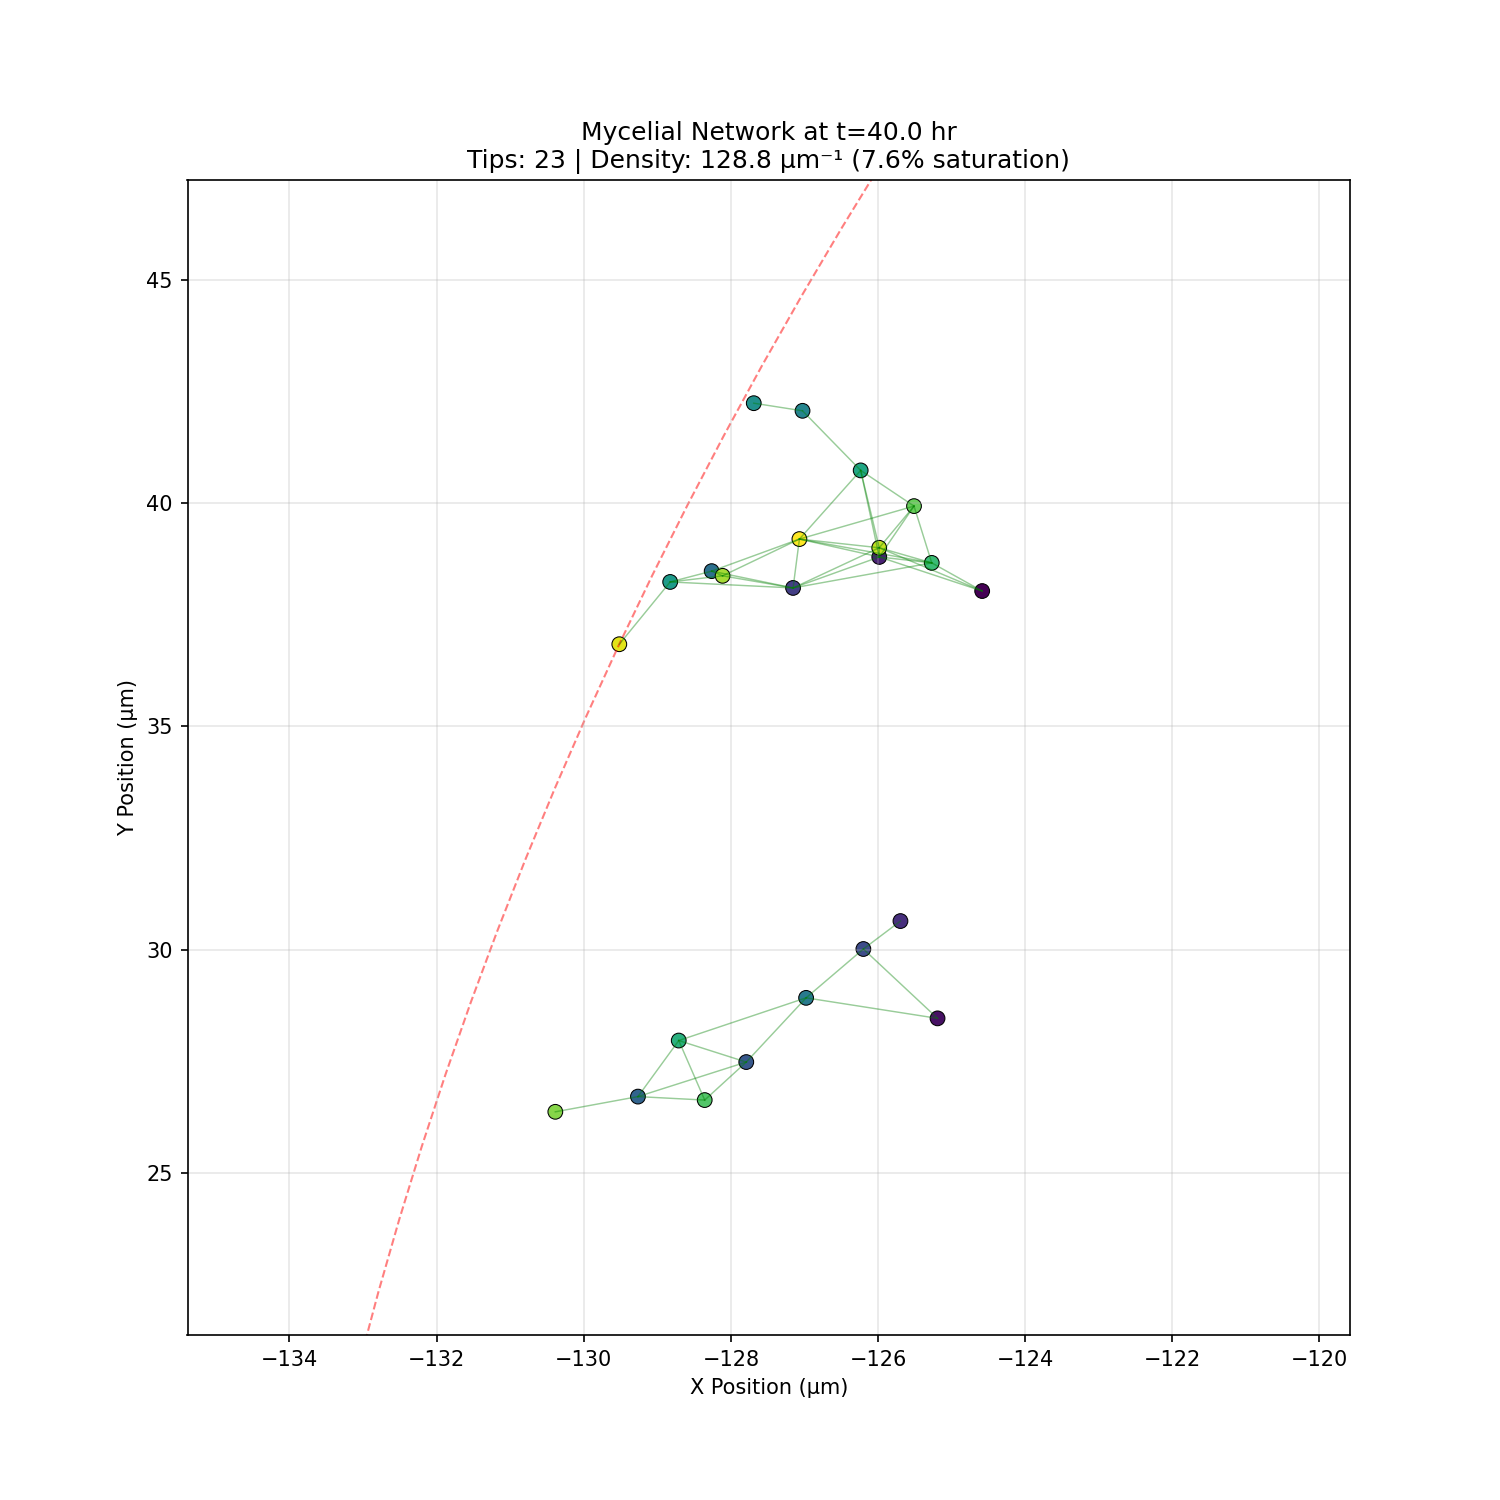 Mycelial Network at t=40.0 hr
Tips: 23 | Density: 128.8 µm⁻¹ (7.6% saturation)
45
40
35
30
25
Y Position (µm)
−134 −132 −130 −128 −126 −124 −122 −120
X Position (µm)